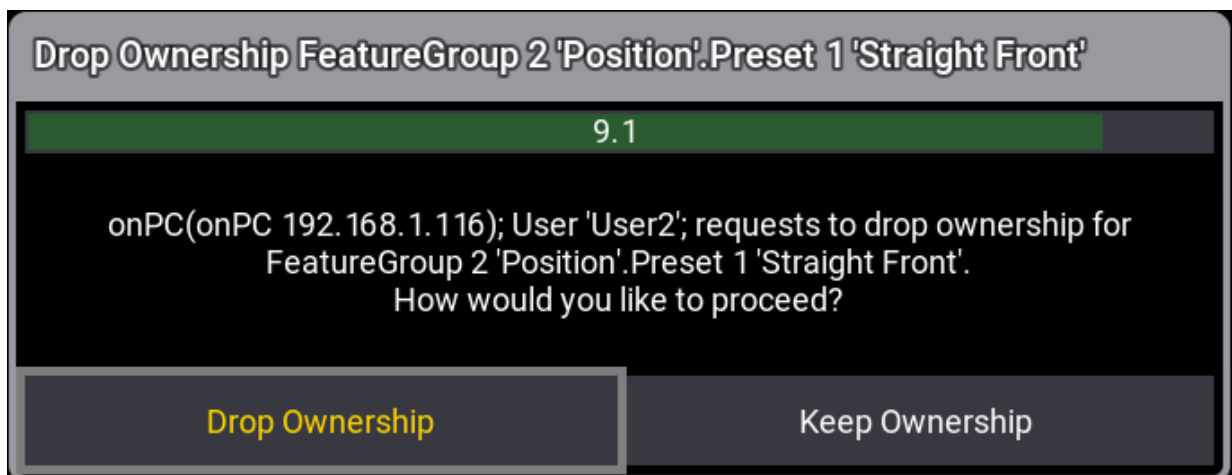 Drop Ownership FeatureGroup 2 'Position'.Preset 1 'Straight Front'
9.1
onPC(onPC 192.168.1.116); User 'User2'; requests to drop ownership for
FeatureGroup 2 'Position'.Preset 1 'Straight Front'.
How would you like to proceed?
Drop Ownership
Keep Ownership